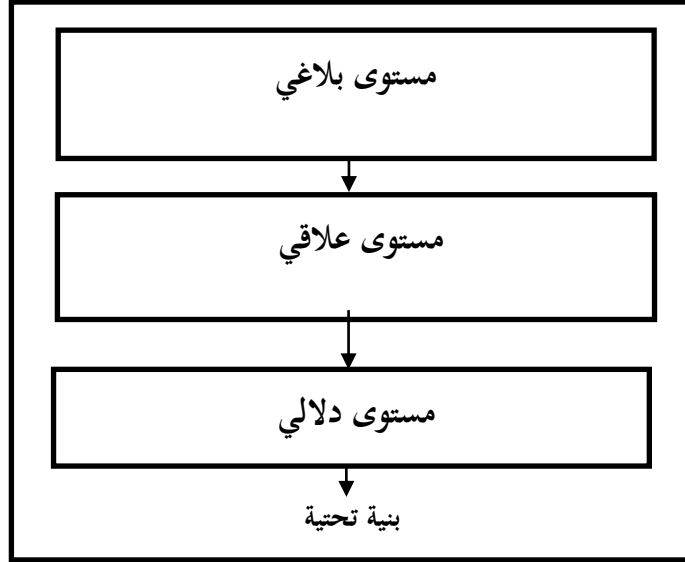 مستوى بلاغي
مستوى علاقي
مستوى دلالي
بنية تحتية